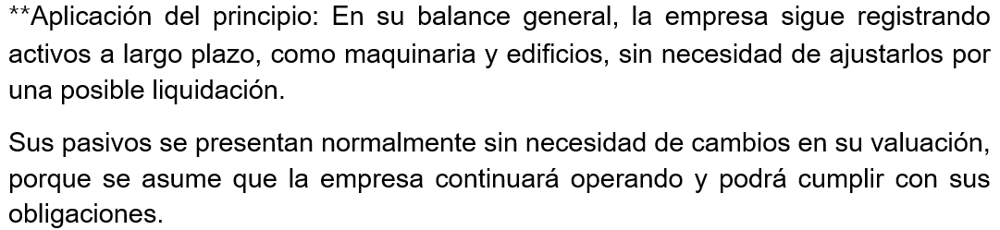 **Aplicación del principio: En su balance general, la empresa sigue registrando
activos a largo plazo, como maquinaria y edificios, sin necesidad de ajustarlos por
una posible liquidación.
Sus pasivos se presentan normalmente sin necesidad de cambios en su valuación,
porque se asume que la empresa continuará operando y podrá cumplir con sus
obligaciones.